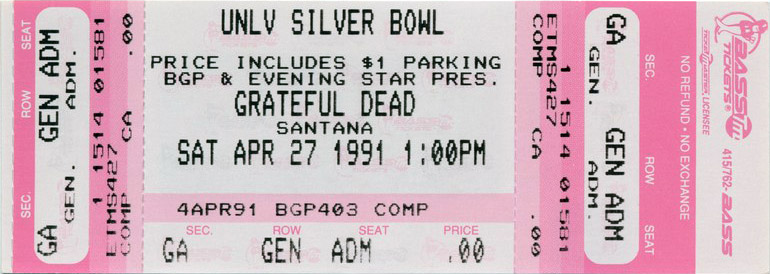 SEAT
ROW
SEC.
GEN ADM
GA
ADM.
GEN.
1 1514 01581
ETMS427
COMP
CA
.00
UNLV SILVER BOWL
PRICE INCLUDES $1 PARKING
BGP & EVENING STAR PRES.
GRATEFUL DEAD
SANTANA
SAT APR 27 1991 1:00PM
4APR91 BGP403 COMP
SEC. ROW SEAT PRICE
GA GEN ADM .00
ETMS427
COMP
1 1514 01581
CA
.00
GA
GEN ADM
GEN.
ADM.
SEC.
ROW
SEAT
NO REFUND • NO EXCHANGE
TICKETMASTER LICENSEE
BASS tm
TICKETS®
415/762-BASS